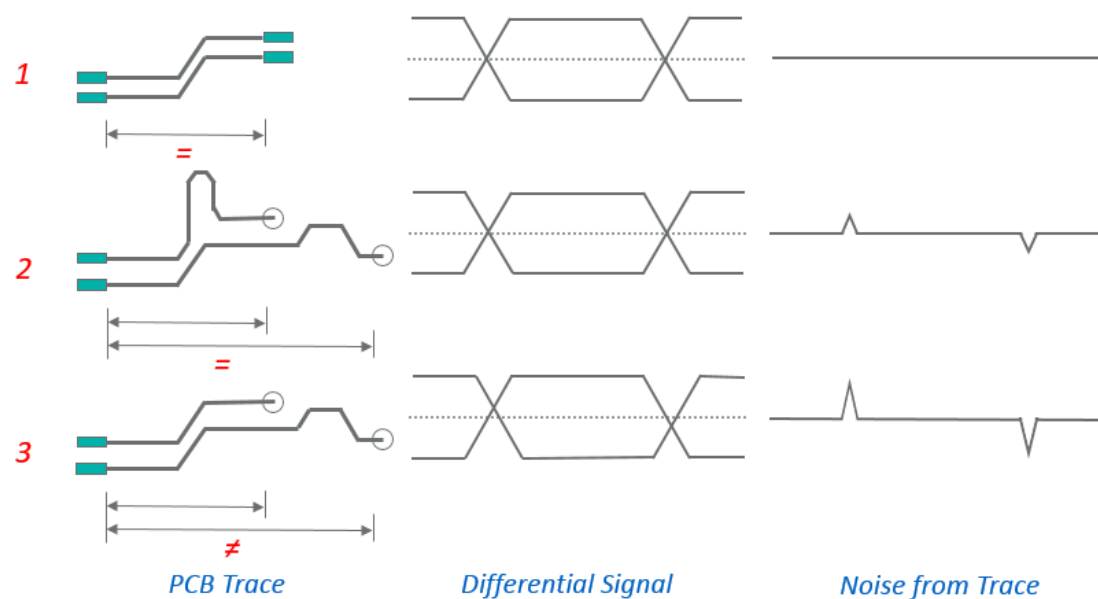 1
=
2
=
3
≠
PCB Trace
Differential Signal
Noise from Trace